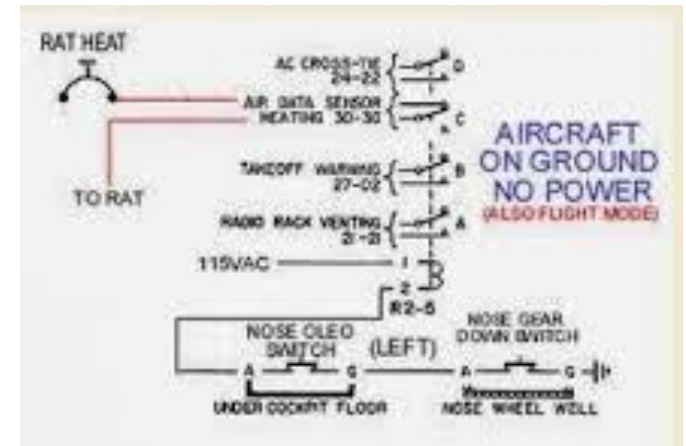 RAT HEAT
AC CROSS-TIE
24-22
D
AIR DATA SENSOR
HEATING 30-30
C
AIRCRAFT
ON GROUND
NO POWER
(ALSO FLIGHT MODE)
TAKEOFF WARNING
27-02
B
TO RAT
RADIO RACK VENTING
21-21
A
115VAC
1
2
R2-5
NOSE OLEO
SWITCH
(LEFT)
NOSE GEAR
DOWN SWITCH
A G A G
UNDER COCKPIT FLOOR
NOSE WHEEL WELL